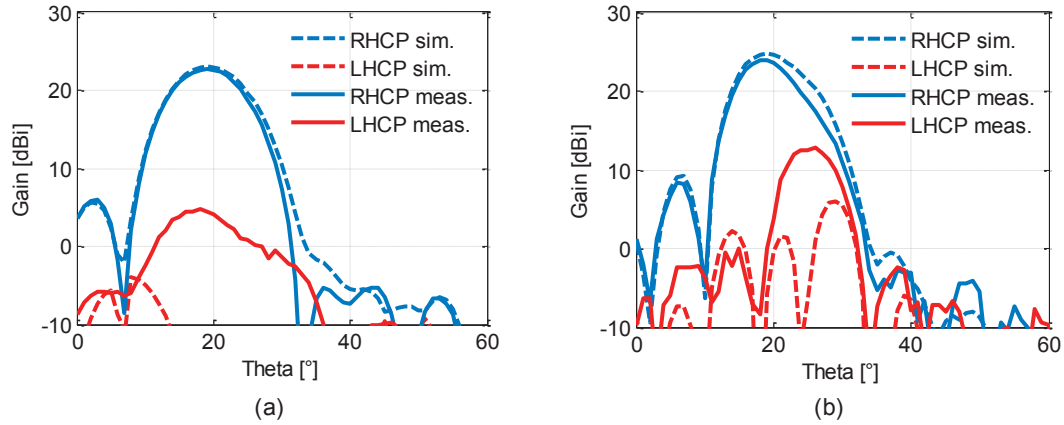 30
20
10
0
-10
0
20
40
60
Gain [dBi]
Theta [°]
RHCP sim.
LHCP sim.
RHCP meas.
LHCP meas.
(a)
30
20
10
0
-10
0
20
40
60
Gain [dBi]
Theta [°]
RHCP sim.
LHCP sim.
RHCP meas.
LHCP meas.
(b)